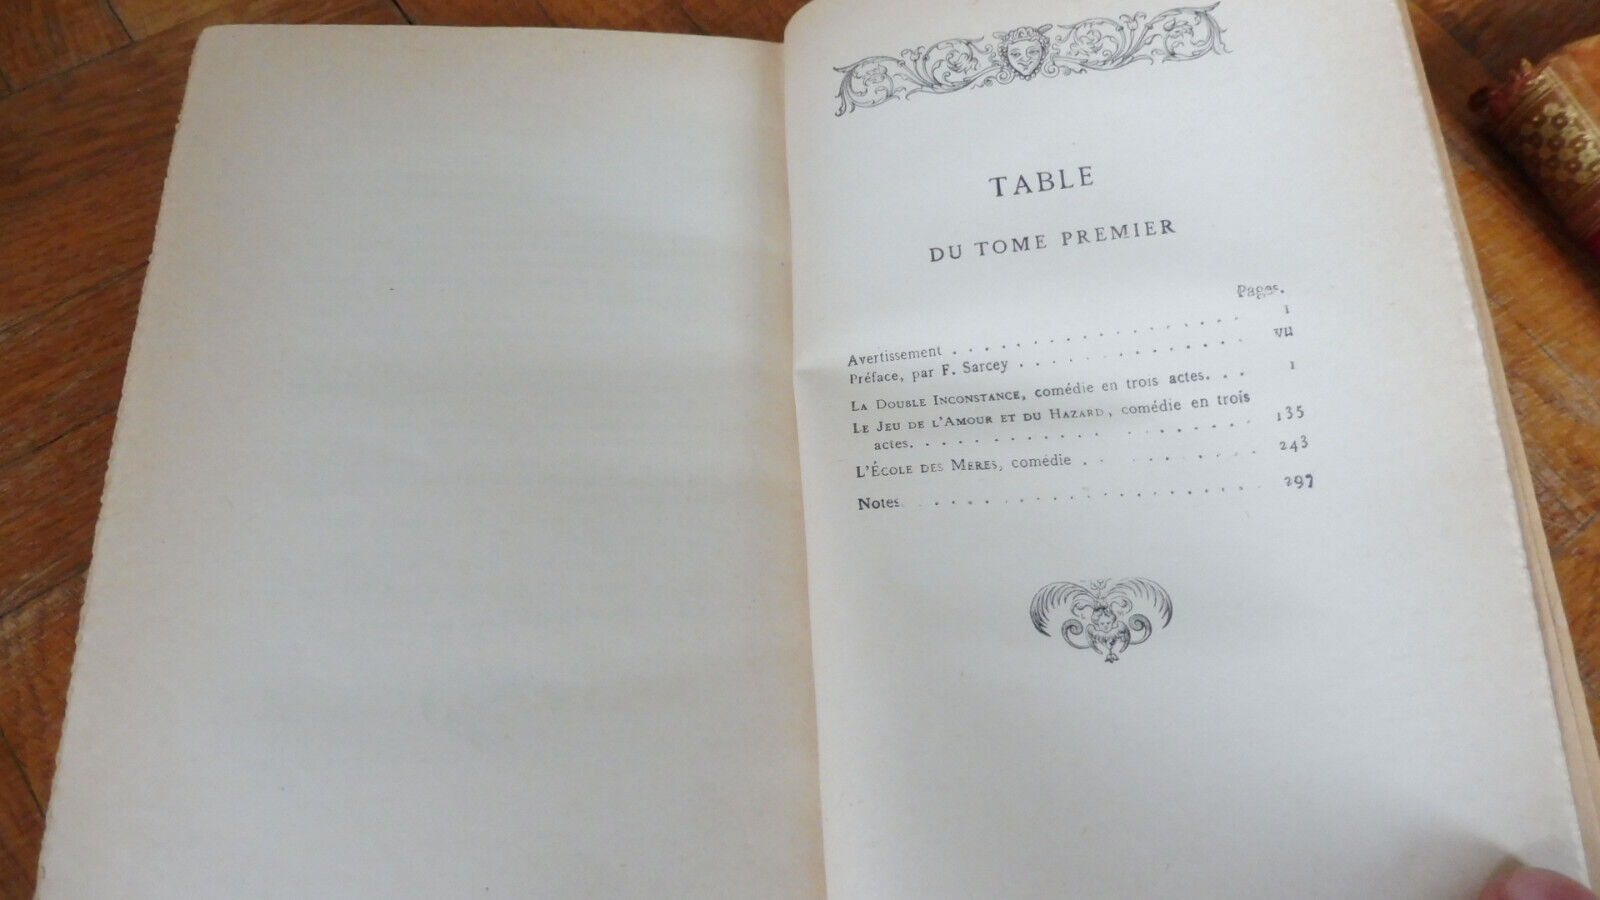 TABLE
DU TOME PREMIER
Pages.
Avertissement . . . . . . . . . . . . . . . . . . I
Préface, par F. Sarcey . . . . . . . . . . . . . VII
LA DOUBLE INCONSTANCE, comédie en trois actes. . . 1
LE JEU DE L'AMOUR ET DU HAZARD, comédie en trois
actes. . . . . . . . . . . . . . . . . . . . 135
L'ÉCOLE DES MERES, comédie . . . . . . . . . . . 243
Notes. . . . . . . . . . . . . . . . . . . . . 297